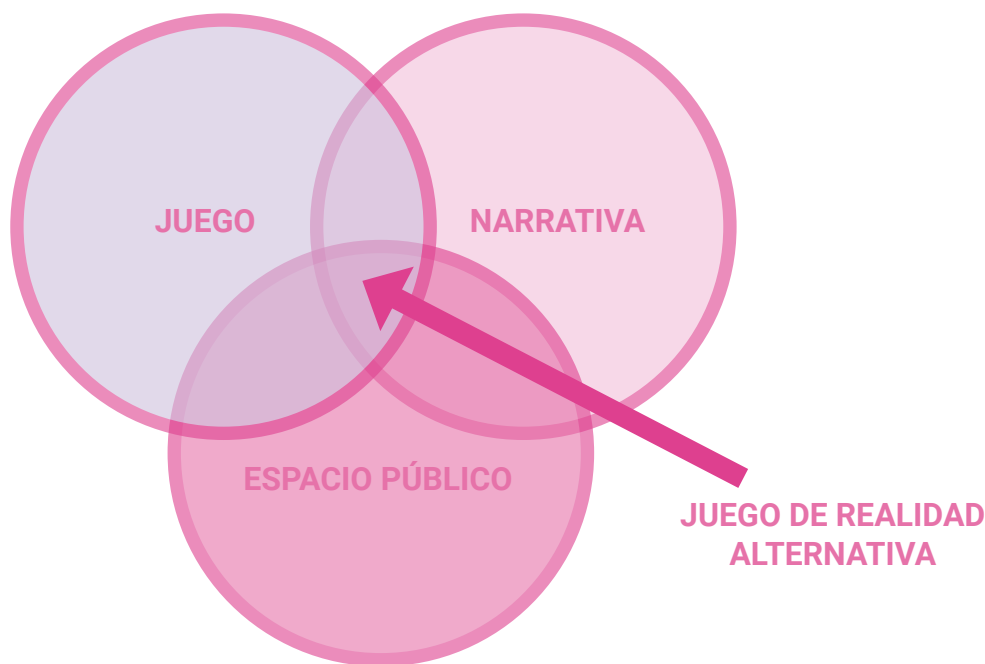 JUEGO
NARRATIVA
ESPACIO PÚBLICO
JUEGO DE REALIDAD
ALTERNATIVA